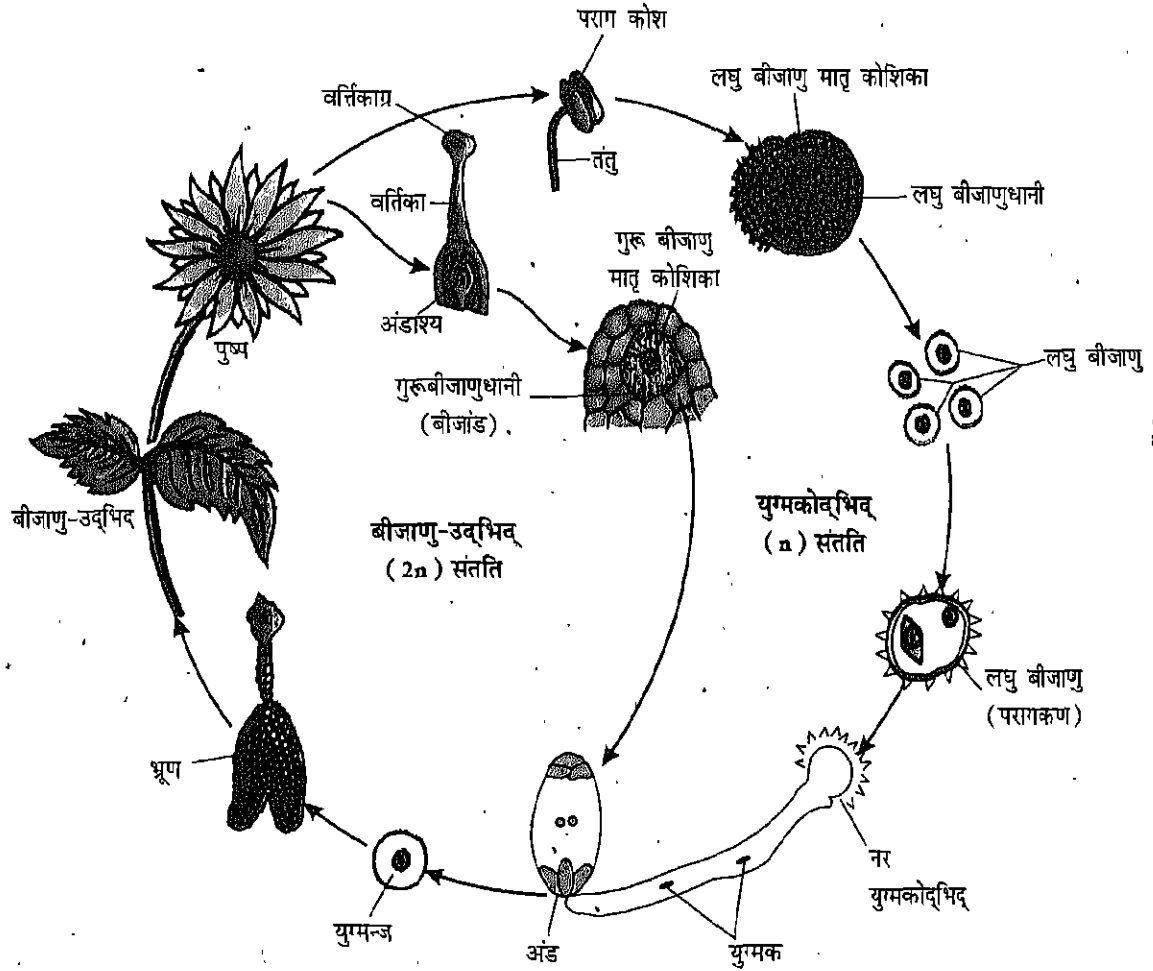 पराग कोश
लघु बीजाणु मातृ कोशिका
वर्त्तिकाग्र
तंतु
वर्तिका
लघु बीजाणुधानी
गुरू बीजाणु
मातृ कोशिका
अंडाश्य
पुष्प
गुरूबीजाणुधानी
(बीजांड)
लघु बीजाणु
बीजाणु-उद्भिद्
बीजाणु-उद्भिद्
(2n) संतति
युग्मकोद्भिद्
(n) संतति
लघु बीजाणु
(परागकण)
भ्रूण
नर
युग्मकोद्भिद्
युग्मन्ज
अंड
युग्मक